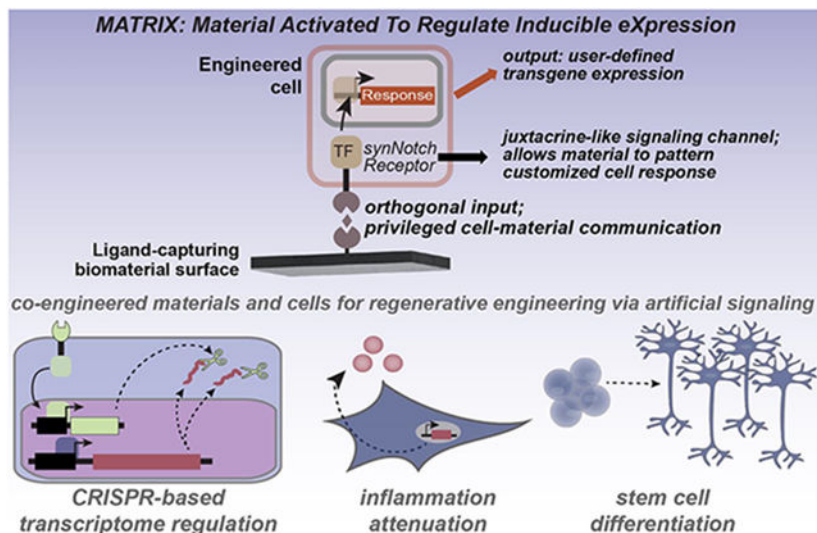 MATRIX: Material Activated To Regulate Inducible eXpression
Engineered
cell
output: user-defined
transgene expression
Response
TF
synNotch
Receptor
juxtacrine-like signaling channel;
allows material to pattern
customized cell response
orthogonal input;
privileged cell-material communication
Ligand-capturing
biomaterial surface
co-engineered materials and cells for regenerative engineering via artificial signaling
CRISPR-based
transcriptome regulation
inflammation
attenuation
stem cell
differentiation